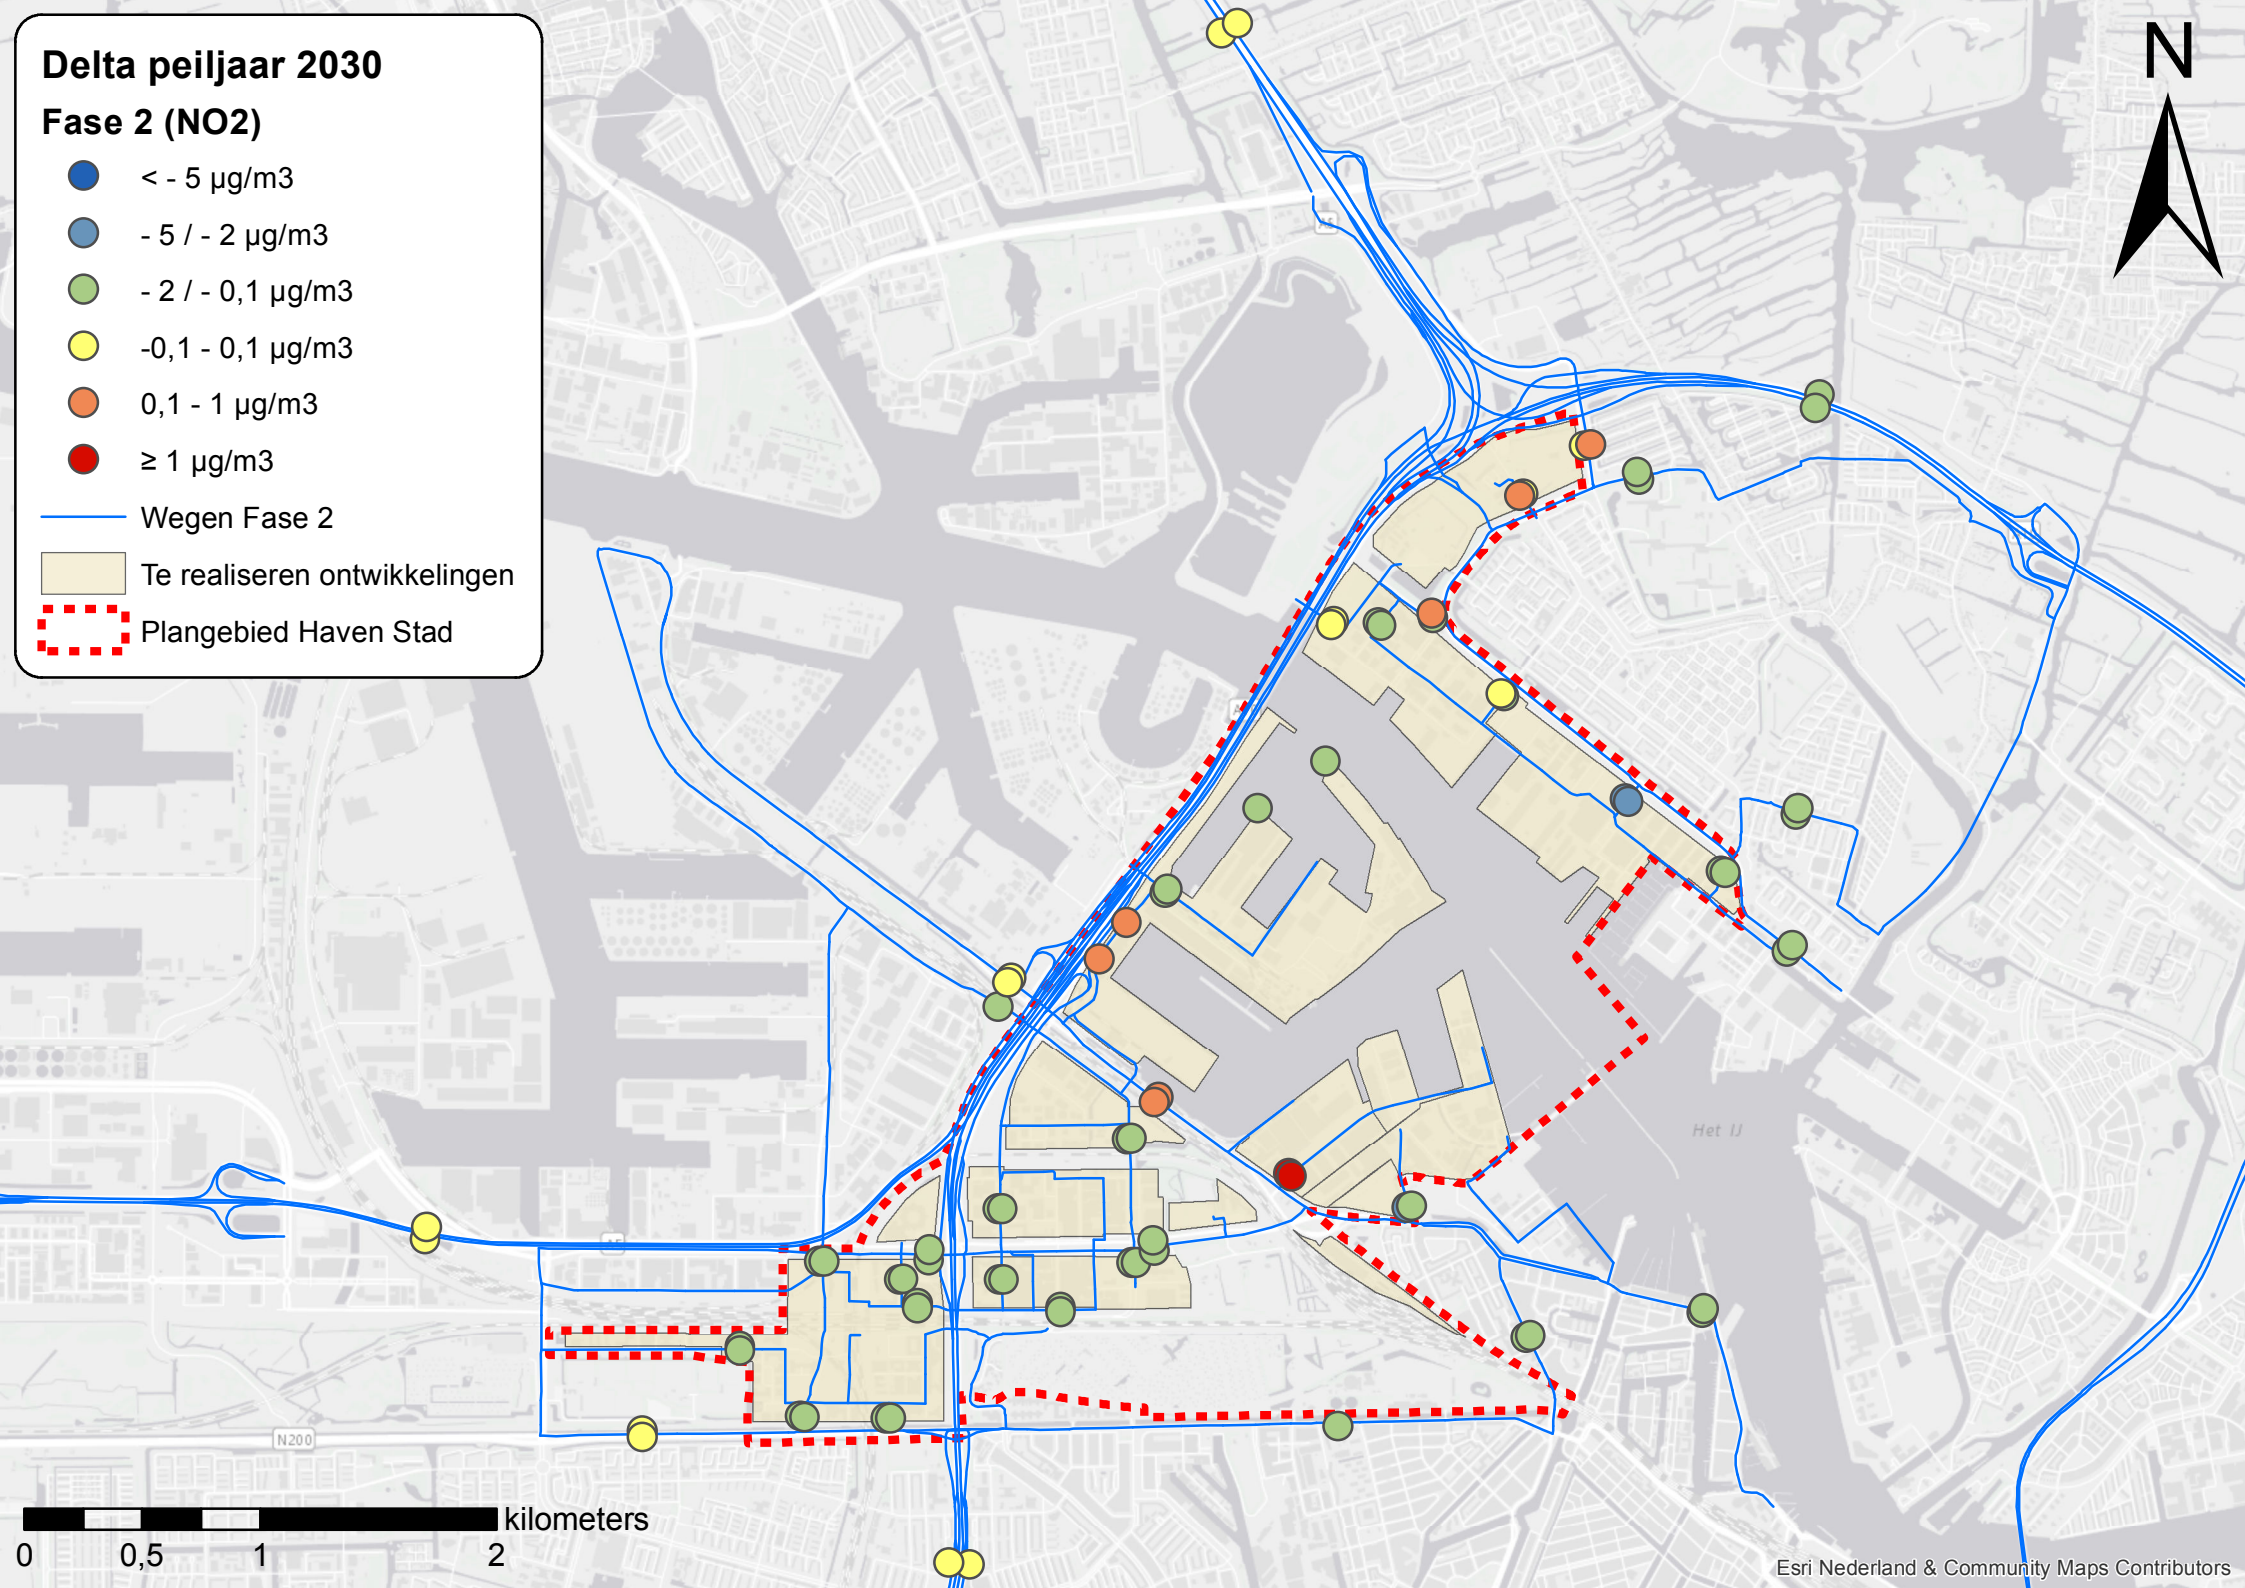 Delta peiljaar 2030
Fase 2 (NO2)
< - 5 µg/m3
- 5 / - 2 µg/m3
- 2 / - 0,1 µg/m3
-0,1 - 0,1 µg/m3
0,1 - 1 µg/m3
≥ 1 µg/m3
Wegen Fase 2
Te realiseren ontwikkelingen
Plangebied Haven Stad
N
A5
Het IJ
A5
N200
kilometers
0 0,5 1 2
Esri Nederland & Community Maps Contributors